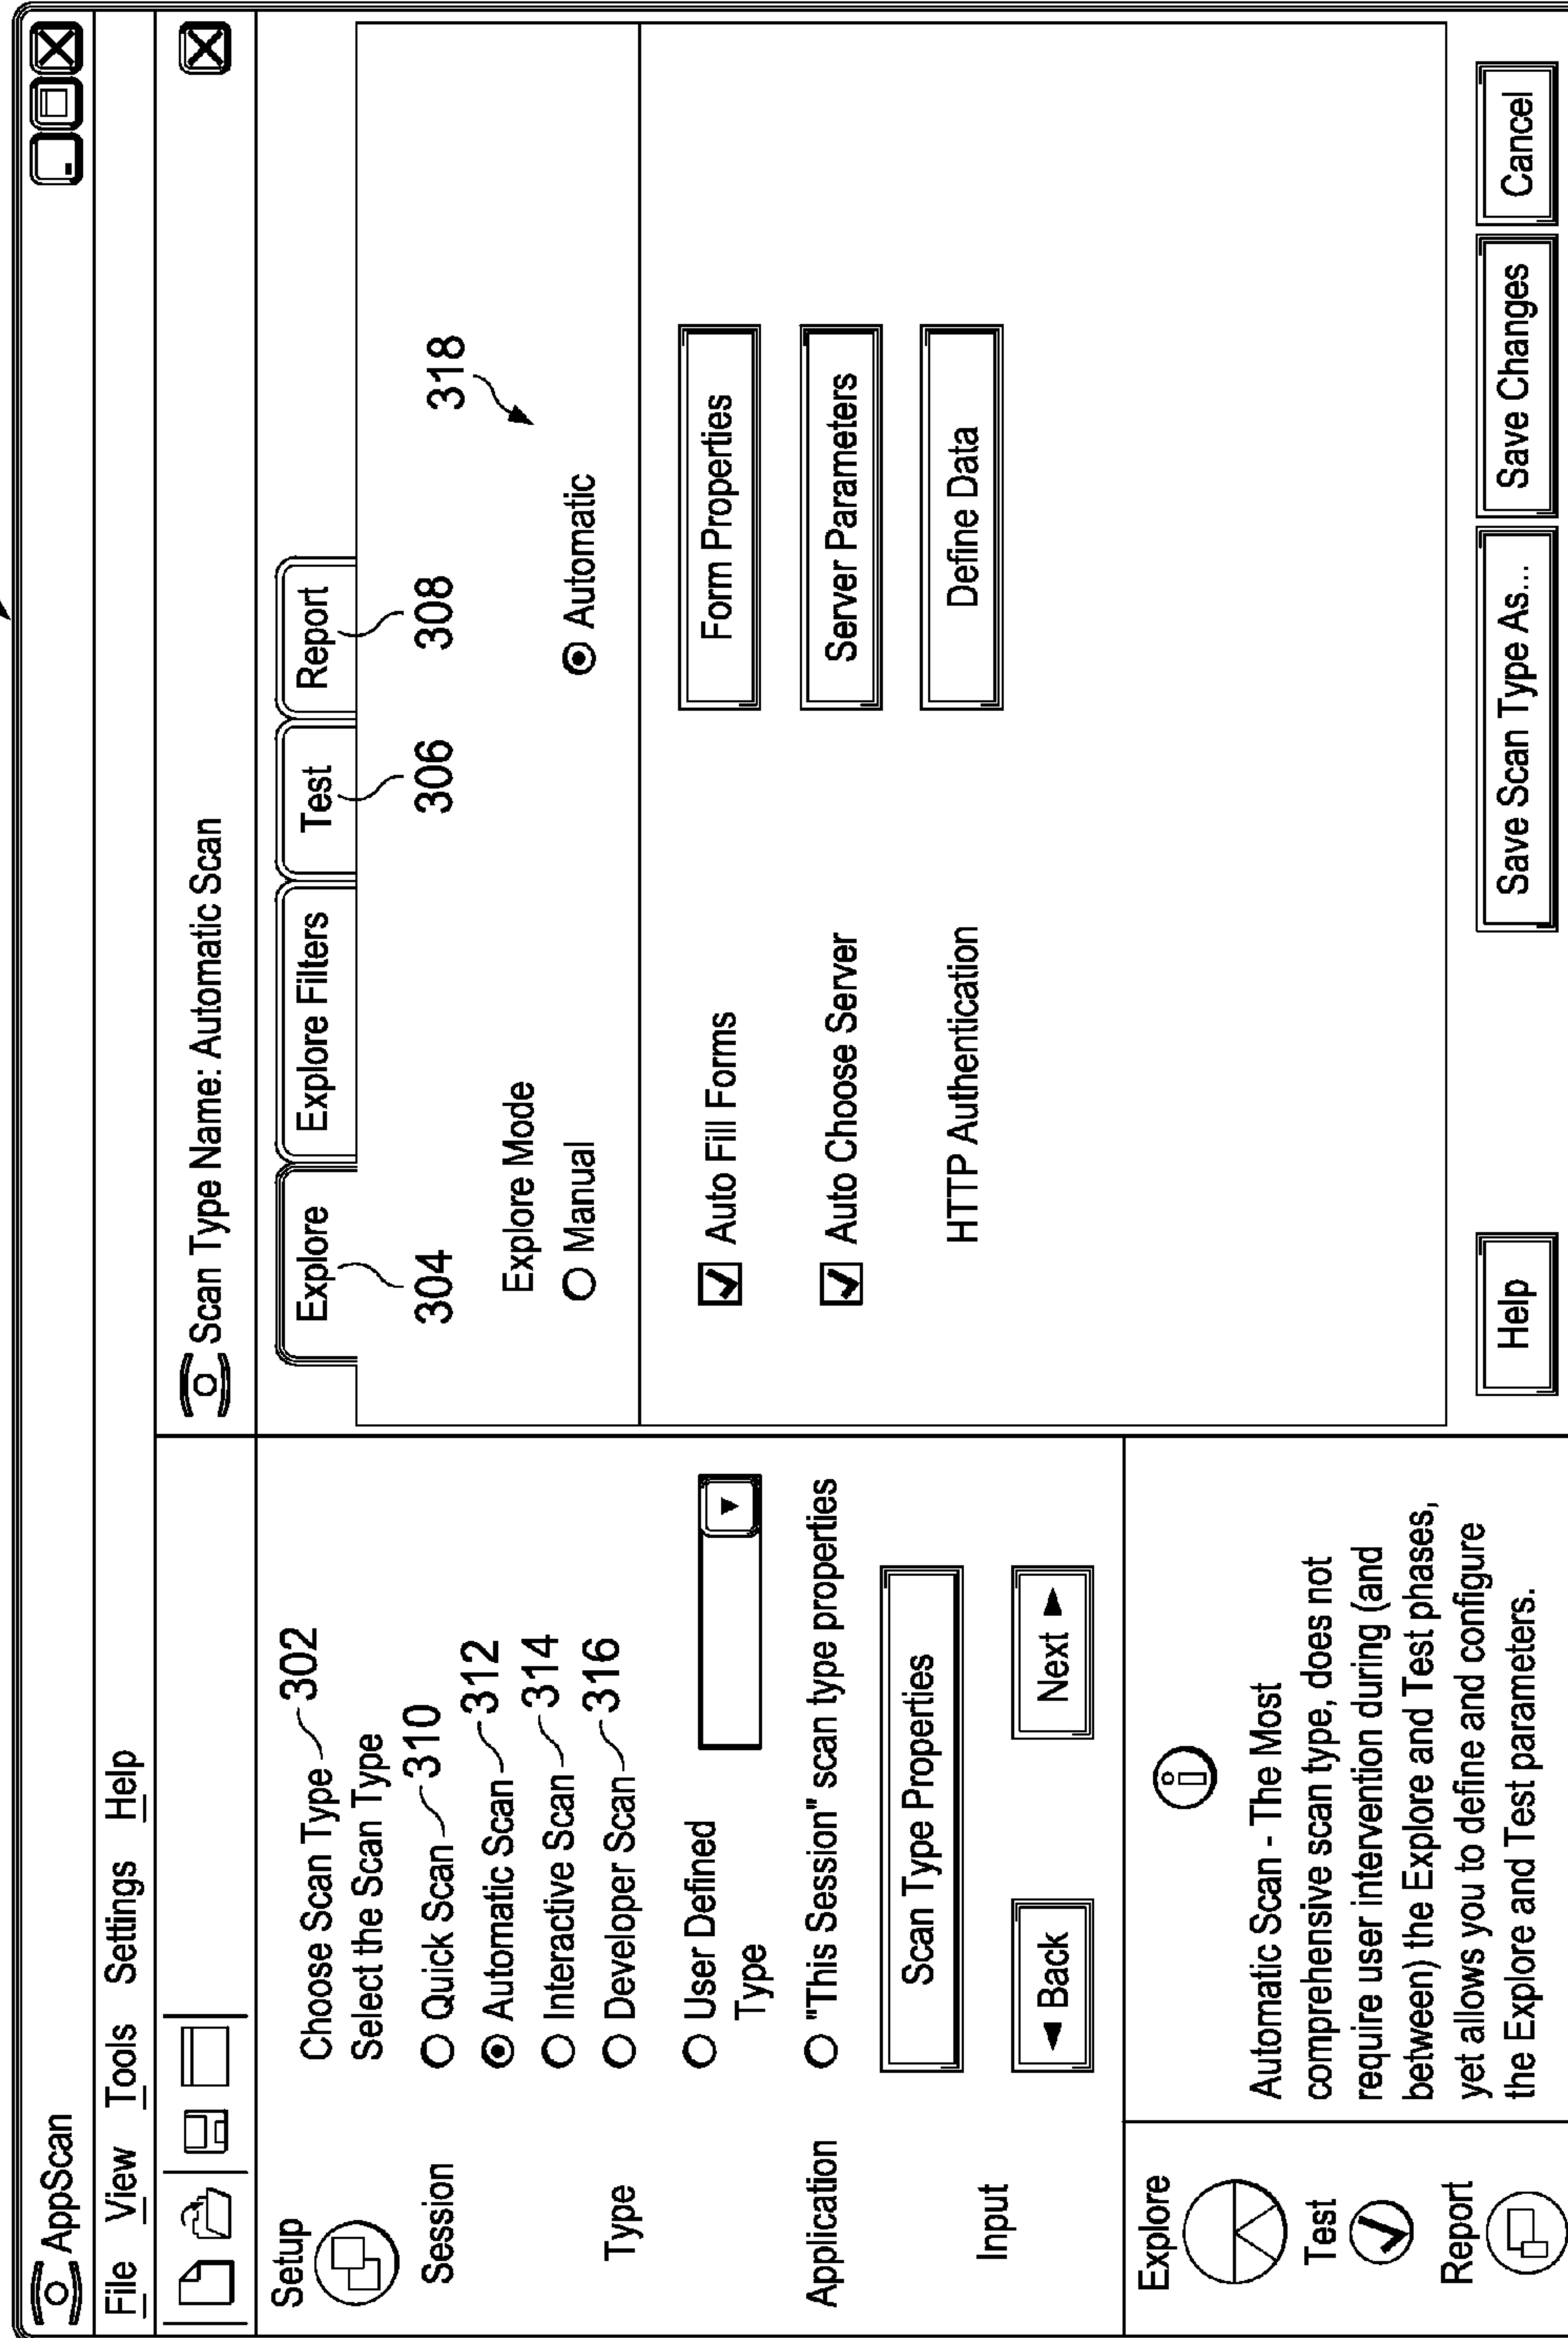 AppScan
File View Tools Settings Help
Scan Type Name: Automatic Scan
Setup
Session
Type
Application
Input
Choose Scan Type 302
Select the Scan Type
Quick Scan 310
Automatic Scan 312
Interactive Scan 314
Developer Scan 316
User Defined
Type
"This Session" scan type properties
Scan Type Properties
Back
Next
Explore
Explore Filters
Test
Report
304
306
308
318
Explore Mode
Manual
Automatic
Auto Fill Forms
Form Properties
Auto Choose Server
Server Parameters
HTTP Authentication
Define Data
Explore
Test
Report
i
Automatic Scan - The Most
comprehensive scan type, does not
require user intervention during (and
between) the Explore and Test phases,
yet allows you to define and configure
the Explore and Test parameters.
Help
Save Scan Type As...
Save Changes
Cancel